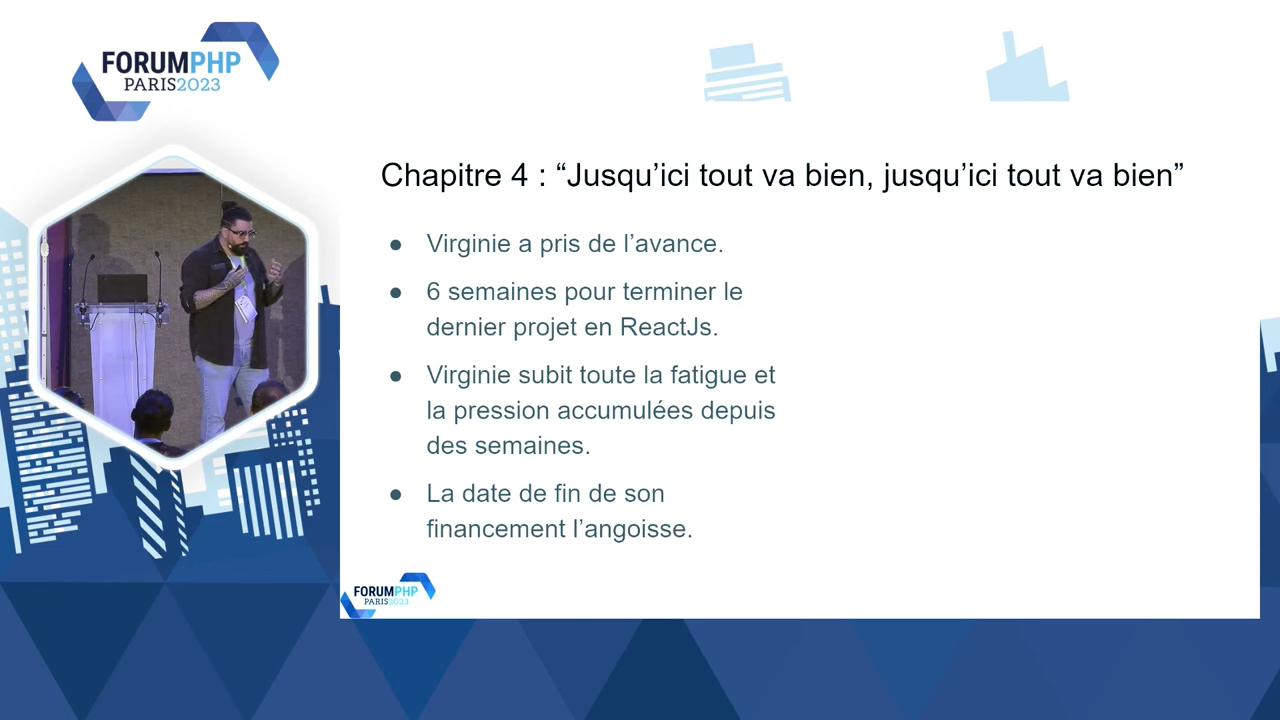 FORUMPHP
PARIS2023
Chapitre 4 : “Jusqu’ici tout va bien, jusqu’ici tout va bien”
● Virginie a pris de l’avance.
● 6 semaines pour terminer le
dernier projet en ReactJs.
● Virginie subit toute la fatigue et
la pression accumulées depuis
des semaines.
● La date de fin de son
financement l’angoisse.
FORUMPHP
PARIS2023